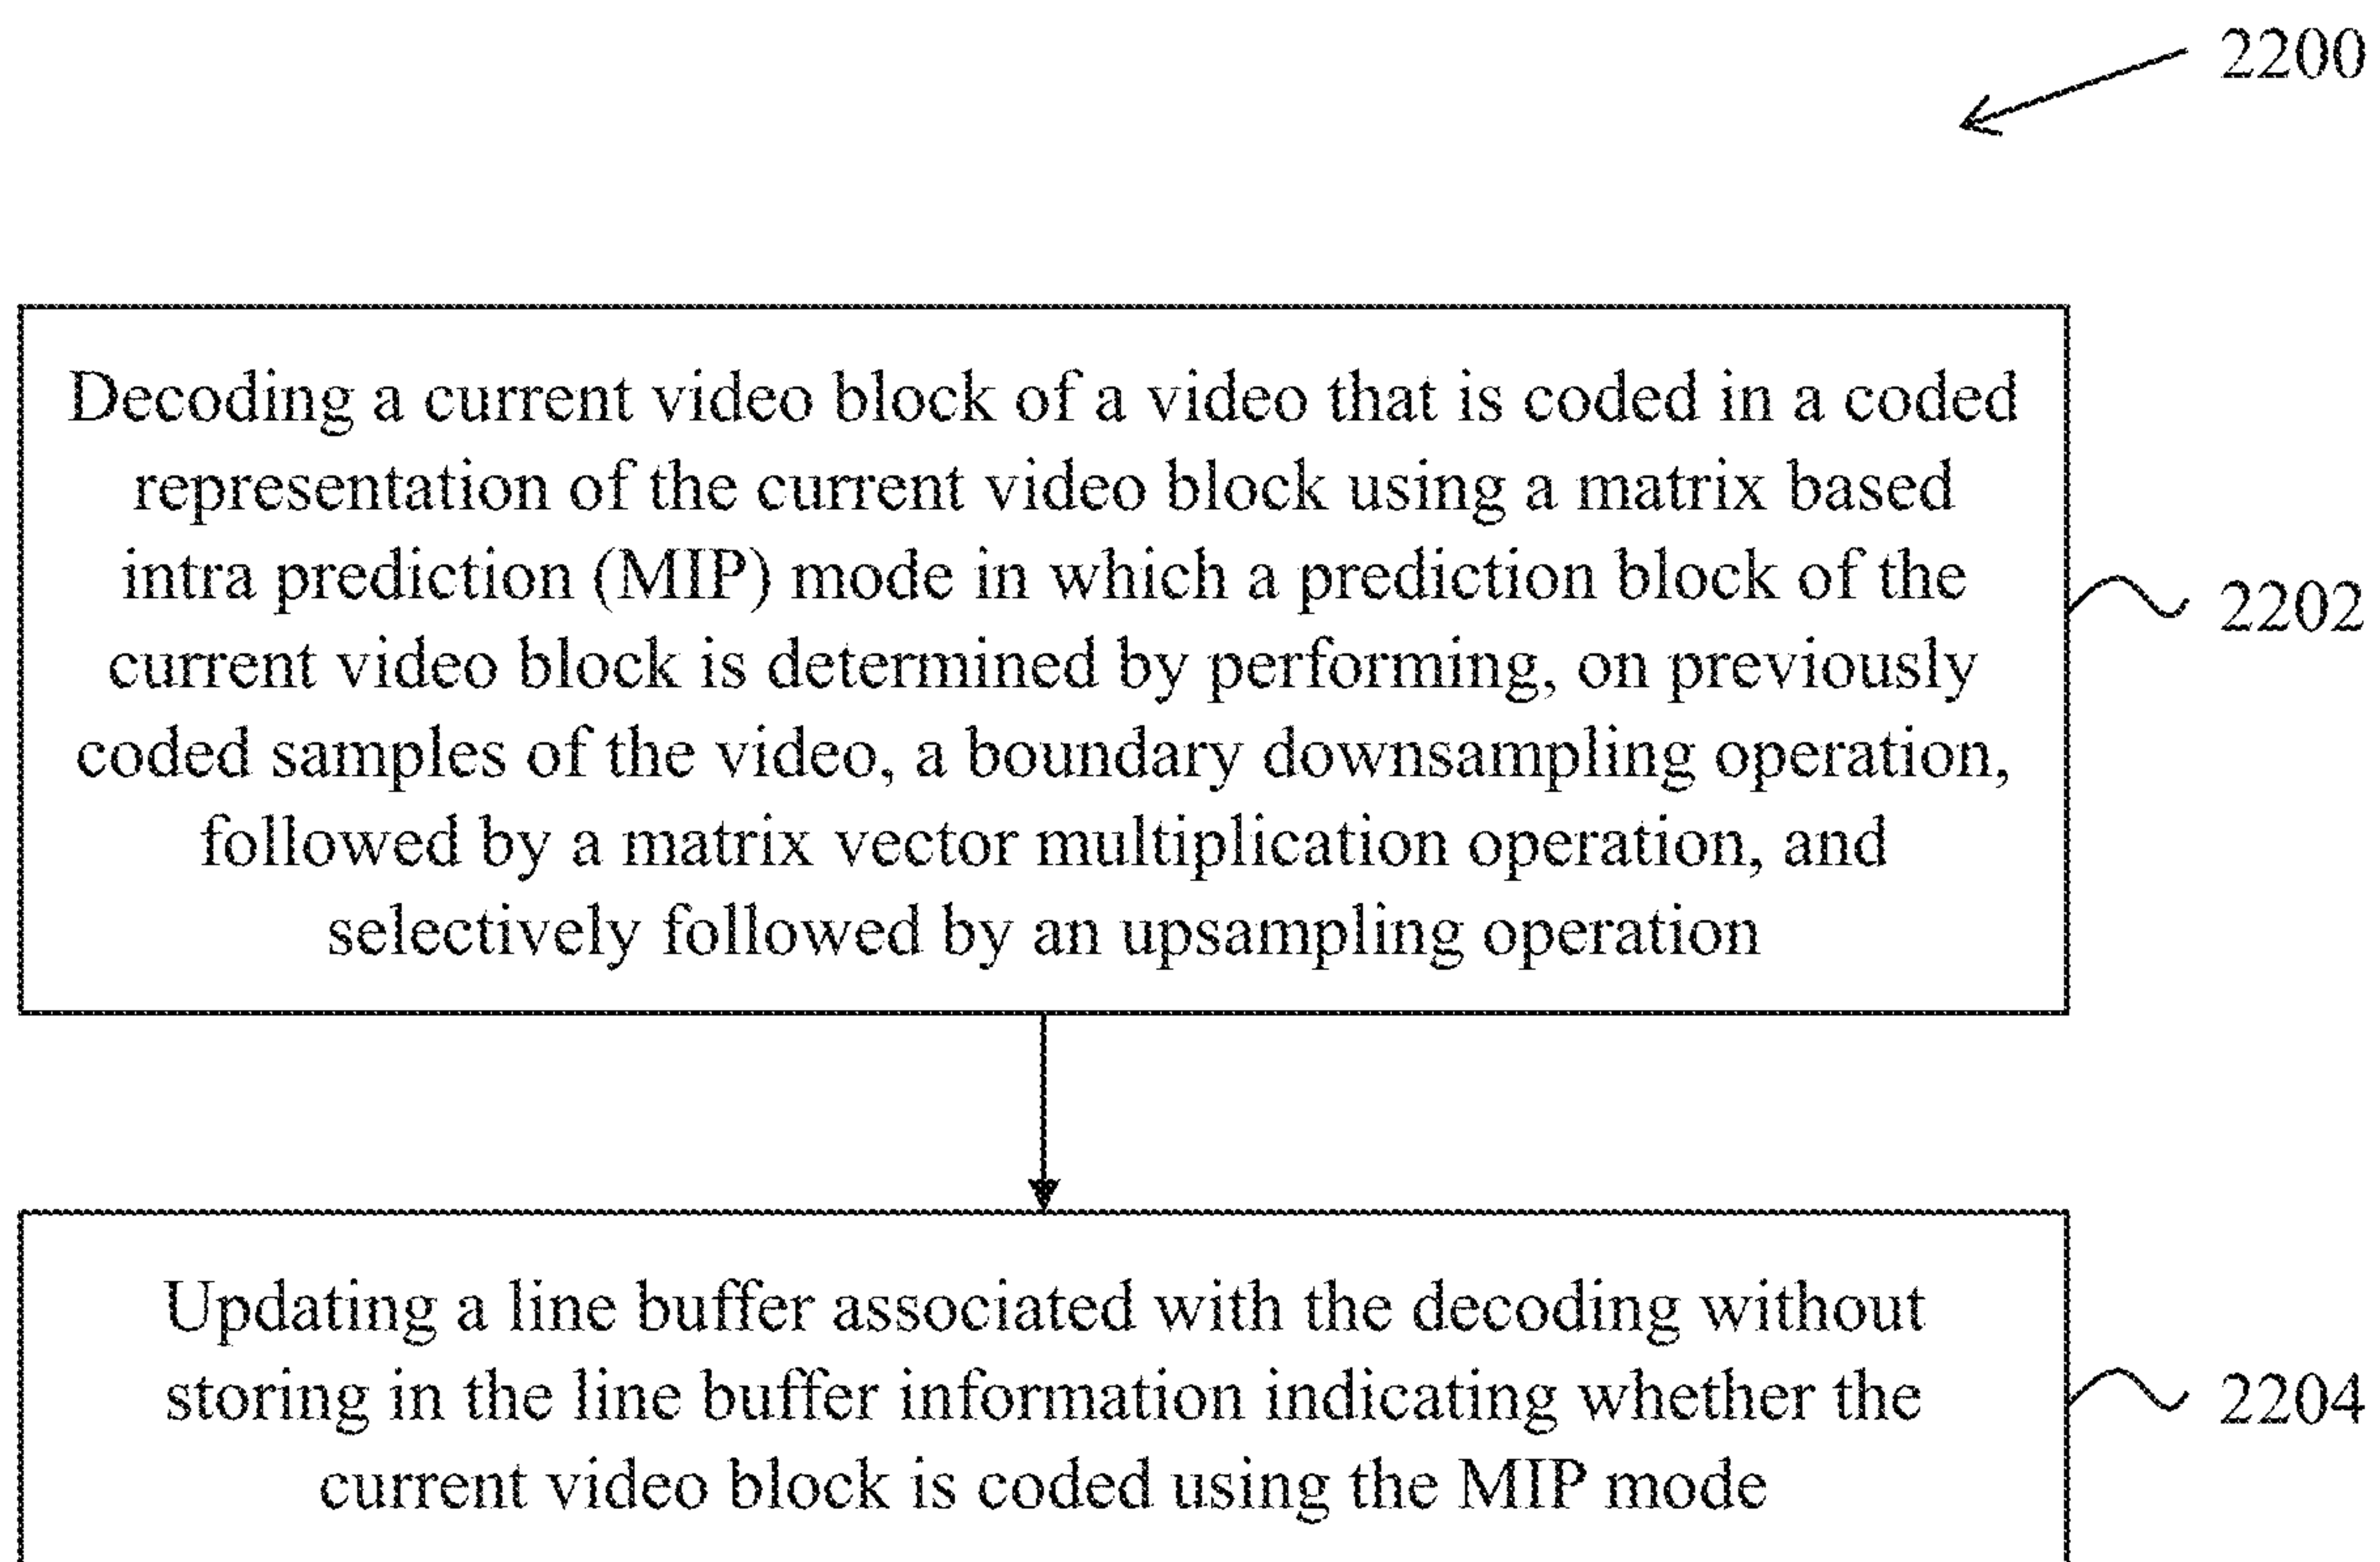 2200
Decoding a current video block of a video that is coded in a coded
representation of the current video block using a matrix based
intra prediction (MIP) mode in which a prediction block of the
current video block is determined by performing, on previously
coded samples of the video, a boundary downsampling operation,
followed by a matrix vector multiplication operation, and
selectively followed by an upsampling operation
2202
Updating a line buffer associated with the decoding without
storing in the line buffer information indicating whether the
current video block is coded using the MIP mode
2204